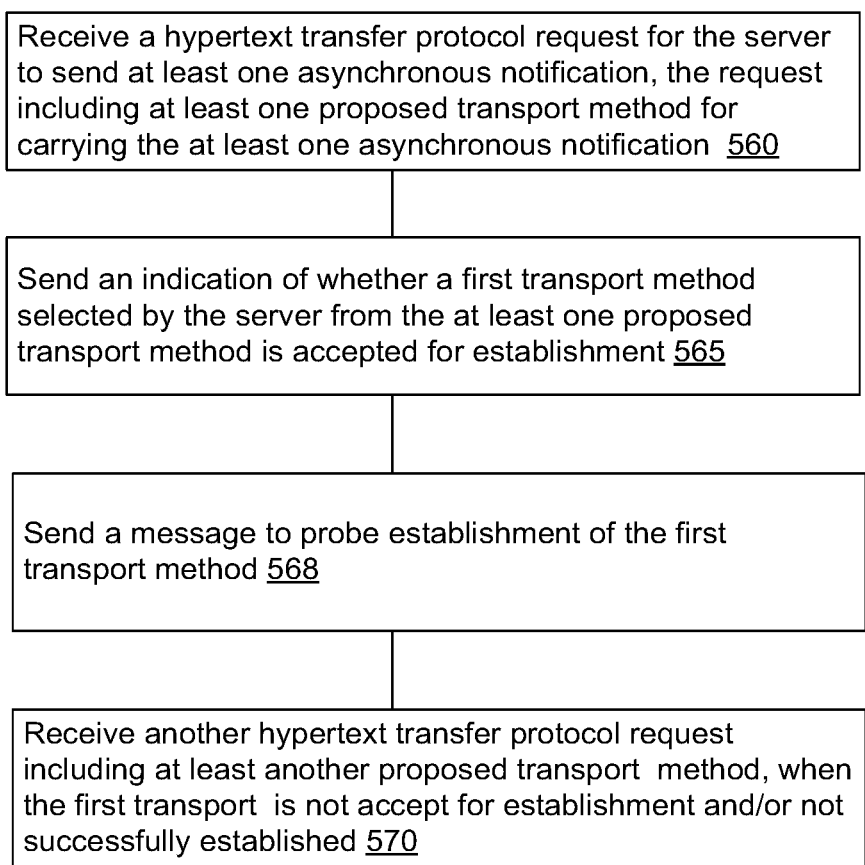 Receive a hypertext transfer protocol request for the server
to send at least one asynchronous notification, the request
including at least one proposed transport method for
carrying the at least one asynchronous notification 560
Send an indication of whether a first transport method
selected by the server from the at least one proposed
transport method is accepted for establishment 565
Send a message to probe establishment of the first
transport method 568
Receive another hypertext transfer protocol request
including at least another proposed transport method, when
the first transport is not accept for establishment and/or not
successfully established 570